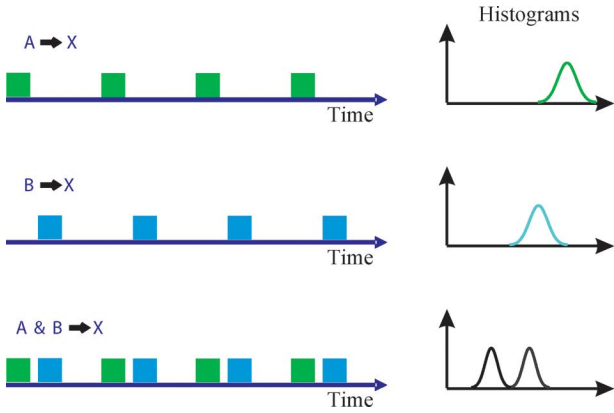 Histograms
A ➡ X
Time
B ➡ X
Time
A & B ➡ X
Time